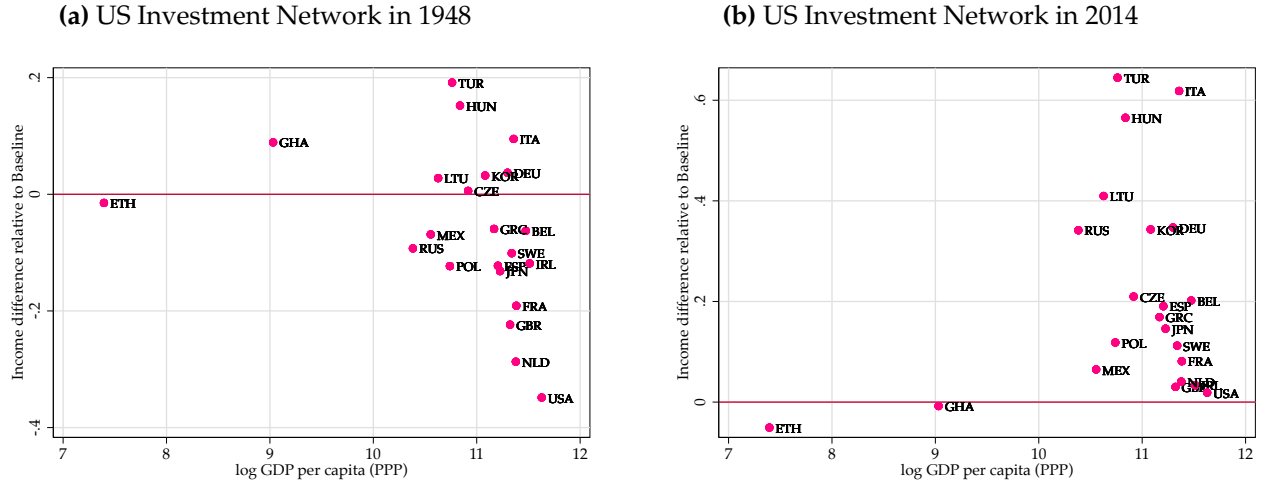 (a) US Investment Network in 1948
Income difference relative to Baseline
.2
0
-.2
-.4
TUR
HUN
GHA
ITA
DEU
KOR
LTU
CZE
ETH
GRC
BEL
MEX
RUS
SWE
IRL
POL
ESP
JPN
FRA
GBR
NLD
USA
7 8 9 10 11 12
log GDP per capita (PPP)
(b) US Investment Network in 2014
Income difference relative to Baseline
.6
.4
.2
0
TUR
ITA
HUN
LTU
RUS
KOR
DEU
CZE
BEL
ESP
GRC
JPN
POL
SWE
FRA
MEX
NLD
IRL
GBR
USA
GHA
ETH
7 8 9 10 11 12
log GDP per capita (PPP)